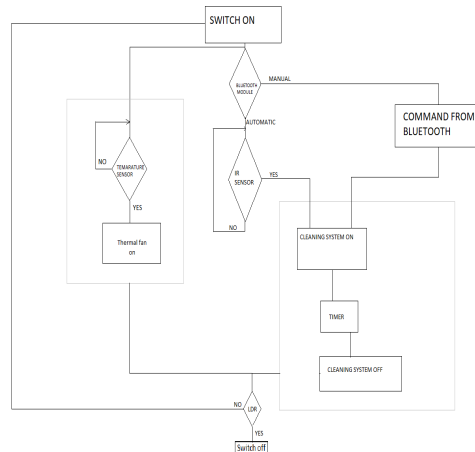 SWITCH ON
BLUETOOTH
MODULE
MANUAL
COMMAND FROM
BLUETOOTH
AUTOMATIC
NO
TEMARATURE
SENSOR
YES
IR
SENSOR
YES
NO
Thermal fan
on
CLEANING SYSTEM ON
TIMER
CLEANING SYSTEM OFF
NO
LDR
YES
Switch off